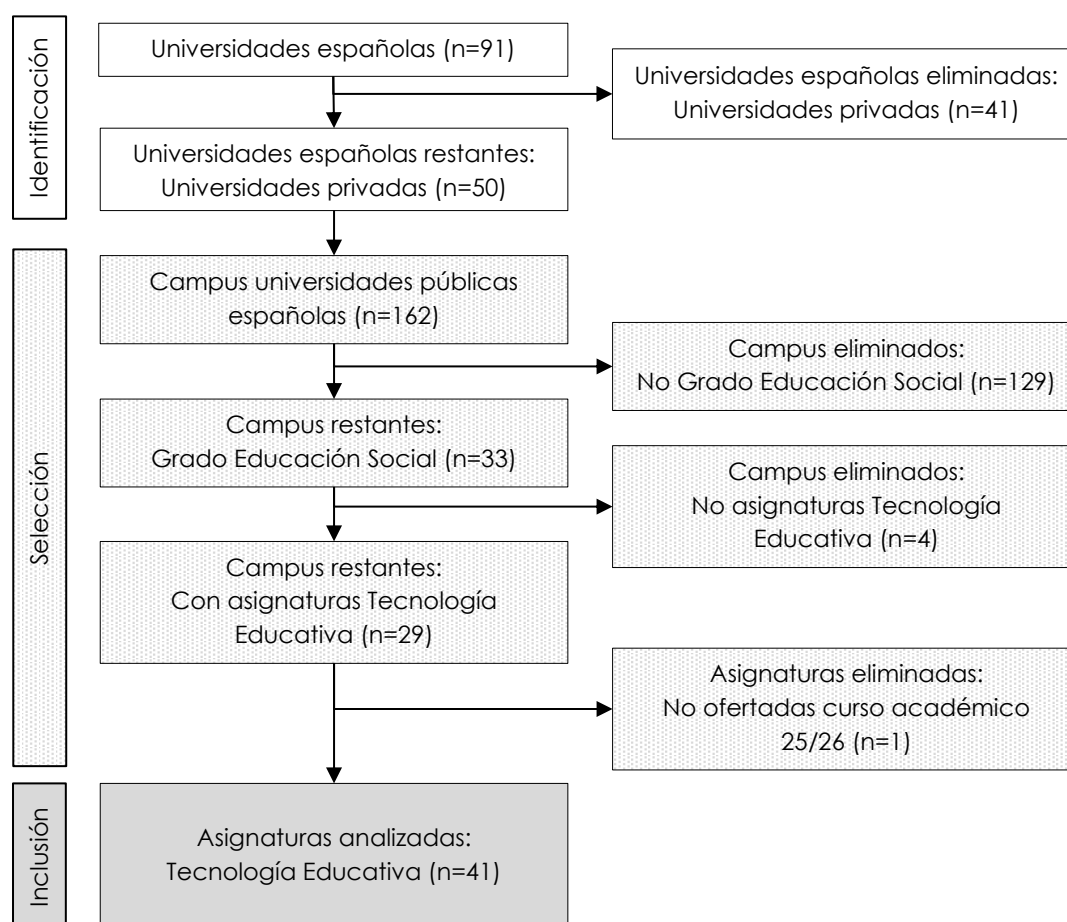 Identificación
Universidades españolas (n=91)
Universidades españolas eliminadas:
Universidades privadas (n=41)
Universidades españolas restantes:
Universidades privadas (n=50)
Selección
Campus universidades públicas
españolas (n=162)
Campus eliminados:
No Grado Educación Social (n=129)
Campus restantes:
Grado Educación Social (n=33)
Campus eliminados:
No asignaturas Tecnología
Educativa (n=4)
Campus restantes:
Con asignaturas Tecnología
Educativa (n=29)
Asignaturas eliminadas:
No ofertadas curso académico
25/26 (n=1)
Inclusión
Asignaturas analizadas:
Tecnología Educativa (n=41)